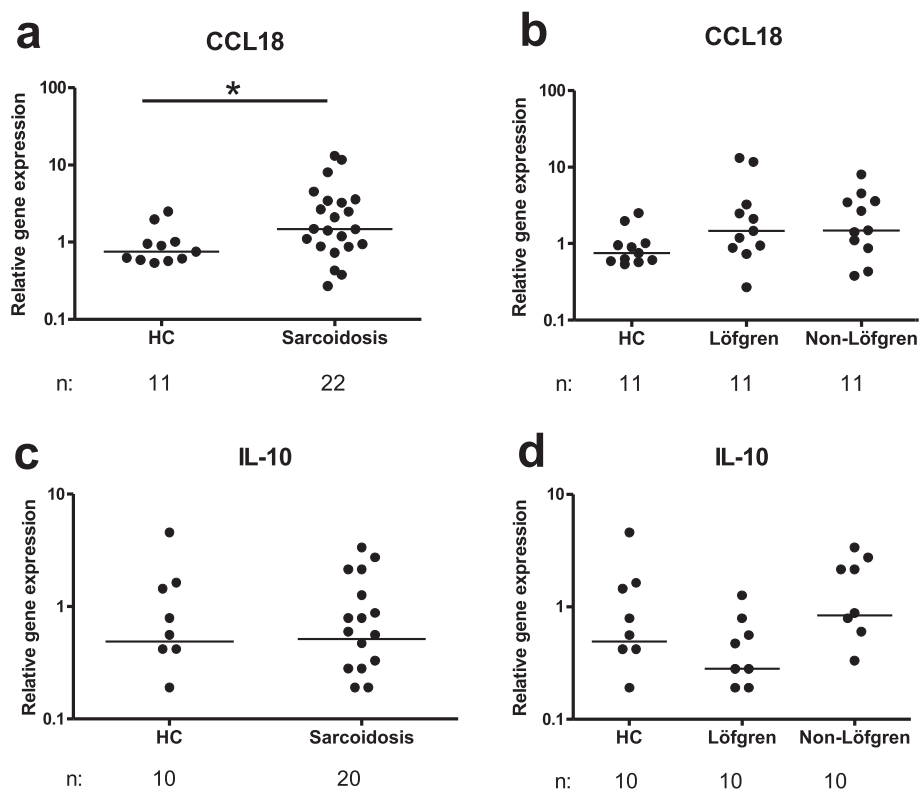 a
CCL18
Relative gene expression
100
10
1
0.1
*
HC
Sarcoidosis
n:
11
22
b
CCL18
Relative gene expression
100
10
1
0.1
HC
Löfgren
Non-Löfgren
n:
11
11
11
c
IL-10
Relative gene expression
10
1
0.1
HC
Sarcoidosis
n:
10
20
d
IL-10
Relative gene expression
10
1
0.1
HC
Löfgren
Non-Löfgren
n:
10
10
10